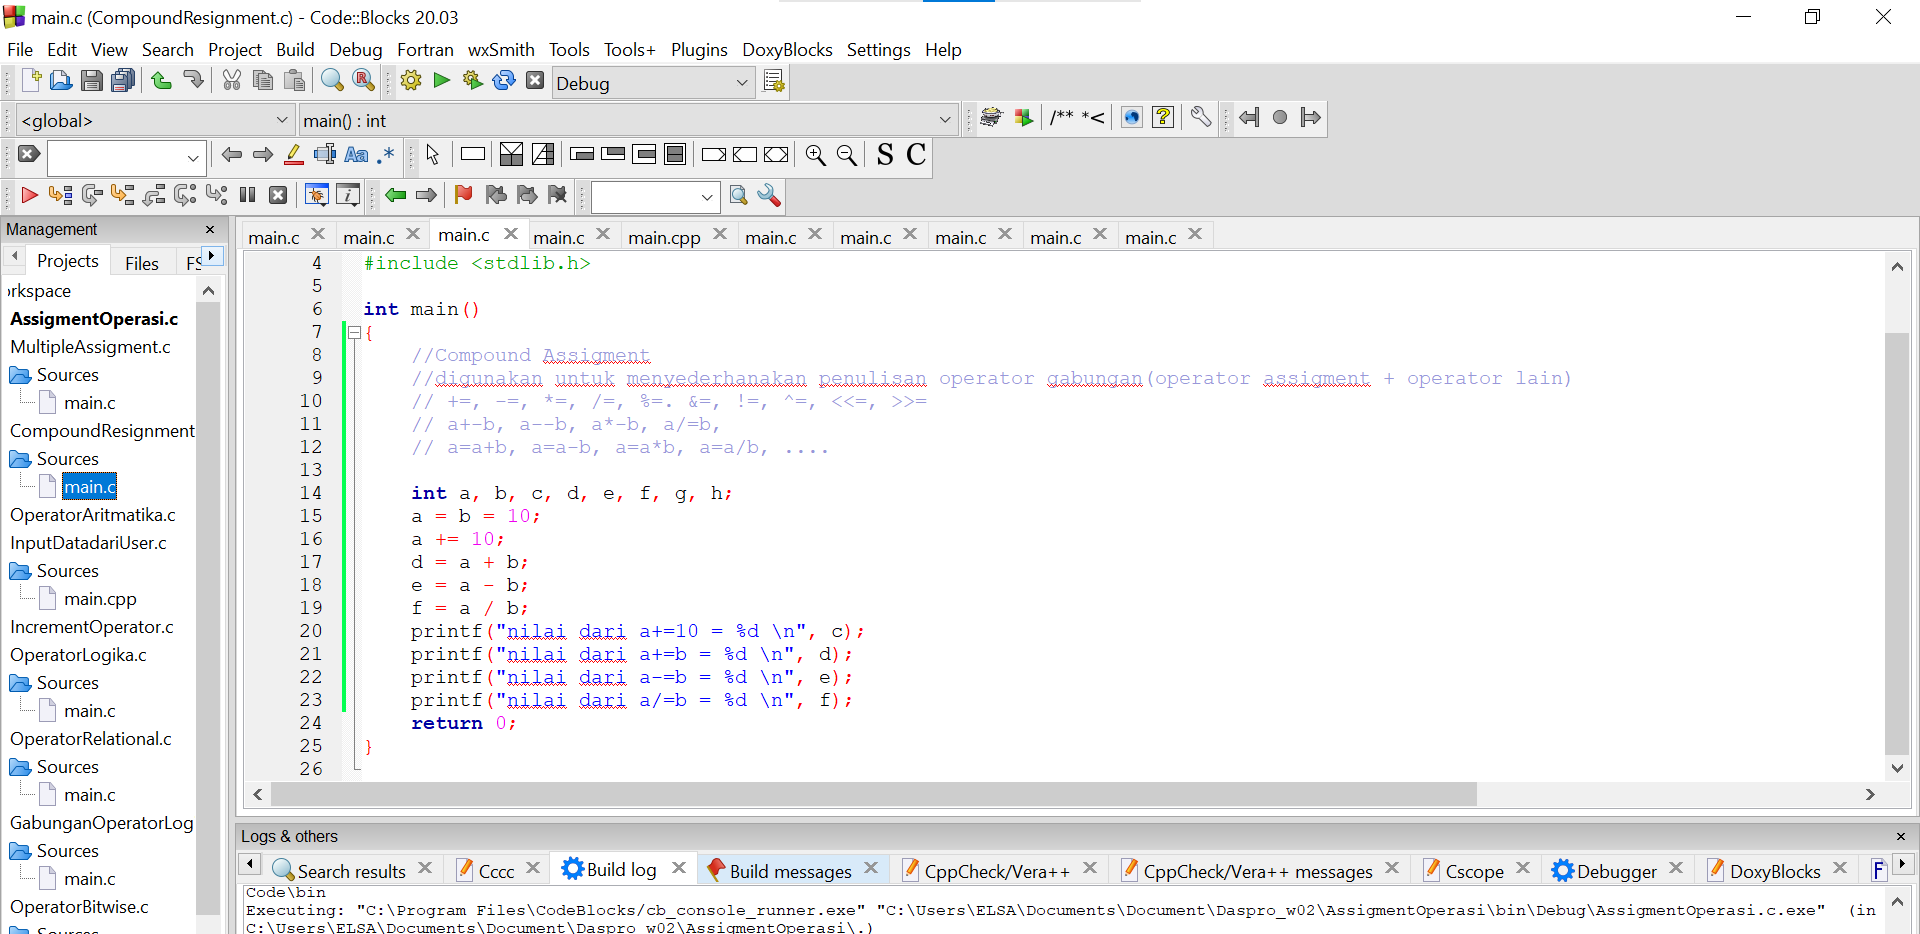 main.c (CompoundResignment.c) - Code::Blocks 20.03
File Edit View Search Project Build Debug Fortran wxSmith Tools Tools+ Plugins DoxyBlocks Settings Help
Debug
<global> main() : int /** *<
Aa .* S C
Management
Projects Files FS
main.c main.c main.c main.c main.cpp main.c main.c main.c main.c main.c
rkspace
AssigmentOperasi.c
MultipleAssigment.c
Sources
main.c
CompoundResignment
Sources
main.c
OperatorAritmatika.c
InputDatadariUser.c
Sources
main.cpp
IncrementOperator.c
OperatorLogika.c
Sources
main.c
OperatorRelational.c
Sources
main.c
GabunganOperatorLog
Sources
main.c
OperatorBitwise.c
Sources
4 #include <stdlib.h>
5
6 int main()
7 {
8 //Compound Assigment
9 //digunakan untuk menyederhanakan penulisan operator gabungan(operator assigment + operator lain)
10 // +=, -=, *=, /=, %=. &=, !=, ^=, <<=, >>=
11 // a+-b, a--b, a*-b, a/=b,
12 // a=a+b, a=a-b, a=a*b, a=a/b, ....
13
14 int a, b, c, d, e, f, g, h;
15 a = b = 10;
16 a += 10;
17 d = a + b;
18 e = a - b;
19 f = a / b;
20 printf("nilai dari a+=10 = %d \n", c);
21 printf("nilai dari a+=b = %d \n", d);
22 printf("nilai dari a-=b = %d \n", e);
23 printf("nilai dari a/=b = %d \n", f);
24 return 0;
25 }
26
Logs & others
Search results Cccc Build log Build messages CppCheck/Vera++ CppCheck/Vera++ messages Cscope Debugger DoxyBlocks F
Code\bin
Executing: "C:\Program Files\CodeBlocks/cb_console_runner.exe" "C:\Users\ELSA\Documents\Document\Daspro_w02\AssigmentOperasi\bin\Debug\AssigmentOperasi.c.exe" (in
C:\Users\ELSA\Documents\Document\Daspro_w02\AssigmentOperasi\.)